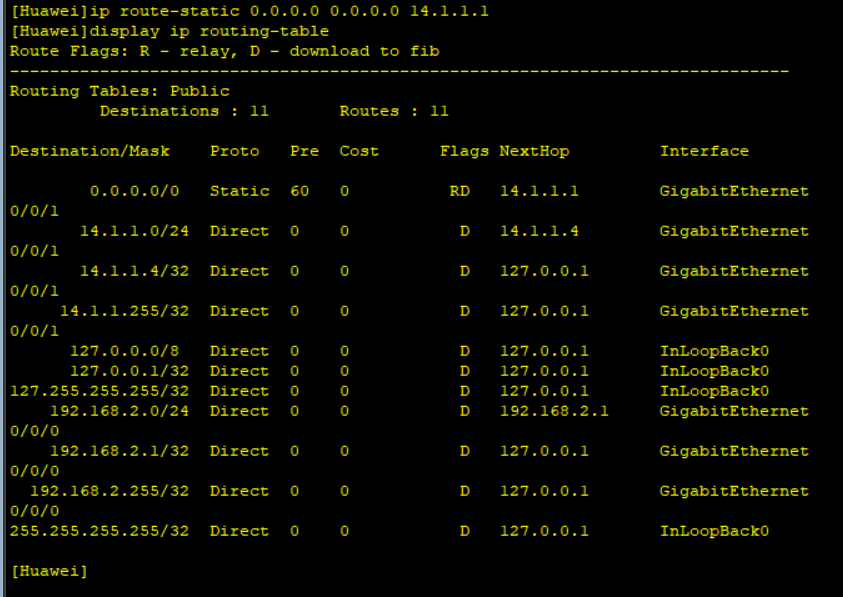 [Huawei]ip route-static 0.0.0.0 0.0.0.0 14.1.1.1
[Huawei]display ip routing-table
Route Flags: R - relay, D - download to fib
------------------------------------------------------------------------------
Routing Tables: Public
         Destinations : 11       Routes : 11

Destination/Mask    Proto   Pre  Cost      Flags NextHop         Interface

        0.0.0.0/0   Static  60   0          RD   14.1.1.1        GigabitEthernet
0/0/1
       14.1.1.0/24  Direct  0    0           D   14.1.1.4        GigabitEthernet
0/0/1
       14.1.1.4/32  Direct  0    0           D   127.0.0.1       GigabitEthernet
0/0/1
     14.1.1.255/32  Direct  0    0           D   127.0.0.1       GigabitEthernet
0/0/1
      127.0.0.0/8   Direct  0    0           D   127.0.0.1       InLoopBack0
      127.0.0.1/32  Direct  0    0           D   127.0.0.1       InLoopBack0
127.255.255.255/32  Direct  0    0           D   127.0.0.1       InLoopBack0
    192.168.2.0/24  Direct  0    0           D   192.168.2.1     GigabitEthernet
0/0/0
    192.168.2.1/32  Direct  0    0           D   127.0.0.1       GigabitEthernet
0/0/0
  192.168.2.255/32  Direct  0    0           D   127.0.0.1       GigabitEthernet
0/0/0
255.255.255.255/32  Direct  0    0           D   127.0.0.1       InLoopBack0

[Huawei]